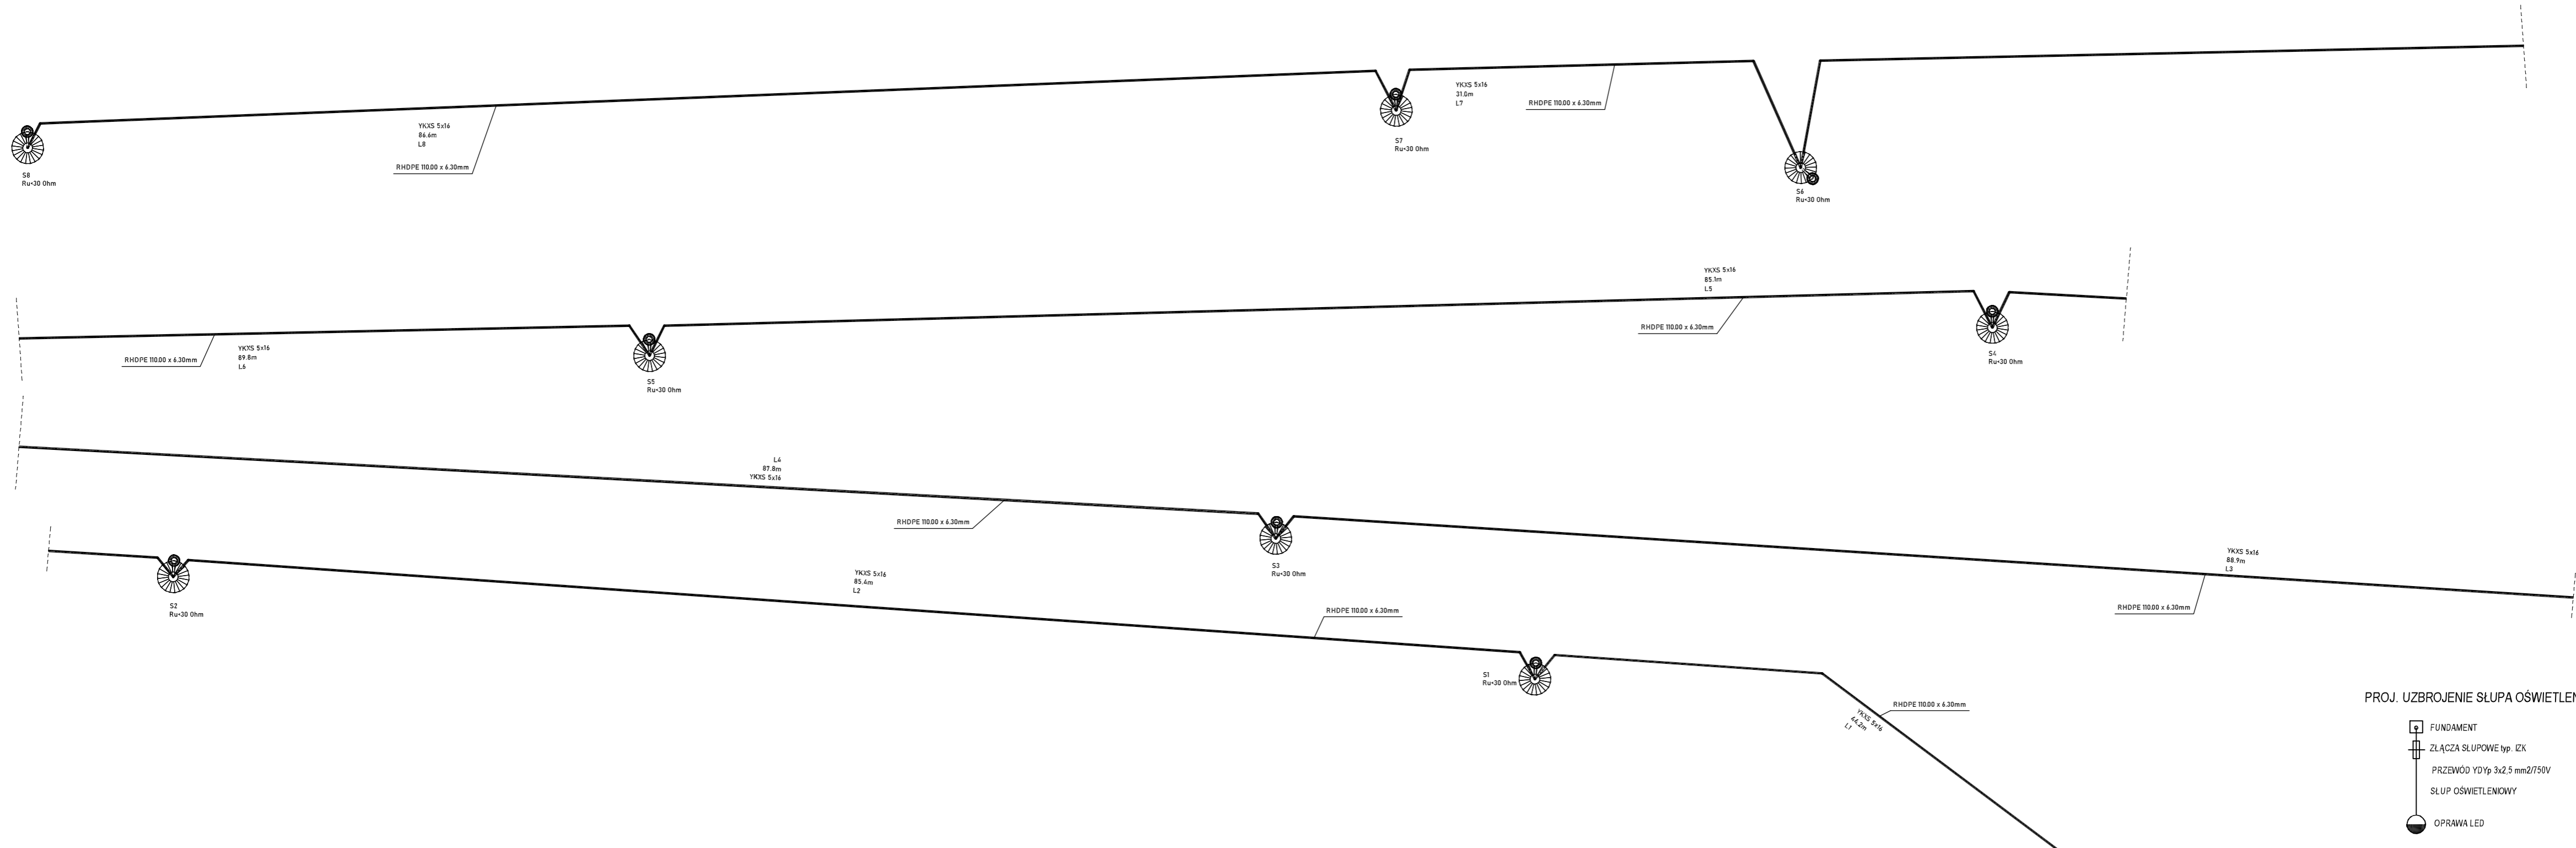 YKXS 5x16
86.6m
L8
RHDPE 110.00 x 6.30mm
S8
Ru<30 Ohm
S7
Ru<30 Ohm
YKXS 5x16
31.0m
L7
RHDPE 110.00 x 6.30mm
S6
Ru<30 Ohm
RHDPE 110.00 x 6.30mm
YKXS 5x16
89.8m
L6
S5
Ru<30 Ohm
YKXS 5x16
85.1m
L5
RHDPE 110.00 x 6.30mm
S4
Ru<30 Ohm
L4
87.8m
YKXS 5x16
RHDPE 110.00 x 6.30mm
S3
Ru<30 Ohm
YKXS 5x16
88.9m
L3
RHDPE 110.00 x 6.30mm
S2
Ru<30 Ohm
YKXS 5x16
85.4m
L2
RHDPE 110.00 x 6.30mm
S1
Ru<30 Ohm
YKXS 5x16
44.2m
L1
RHDPE 110.00 x 6.30mm
PROJ. UZBROJENIE SŁUPA OŚWIETLEN
FUNDAMENT
ZŁĄCZA SŁUPOWE typ. IZK
PRZEWÓD YDYp 3x2,5 mm2/750V
SŁUP OŚWIETLENIOWY
OPRAWA LED